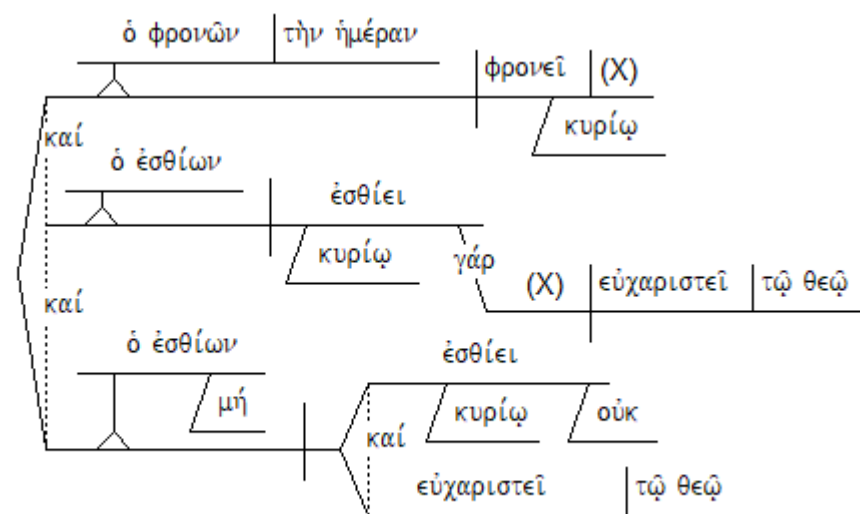 ὁ φρονῶν τὴν ἡμέραν
φρονεῖ (X)
κυρίῳ
καί
ὁ ἐσθίων
ἐσθίει
κυρίῳ
γάρ
(X) εὐχαριστεῖ τῷ θεῷ
καί
ὁ ἐσθίων
μή
ἐσθίει
κυρίῳ οὐκ
καί
εὐχαριστεῖ τῷ θεῷ